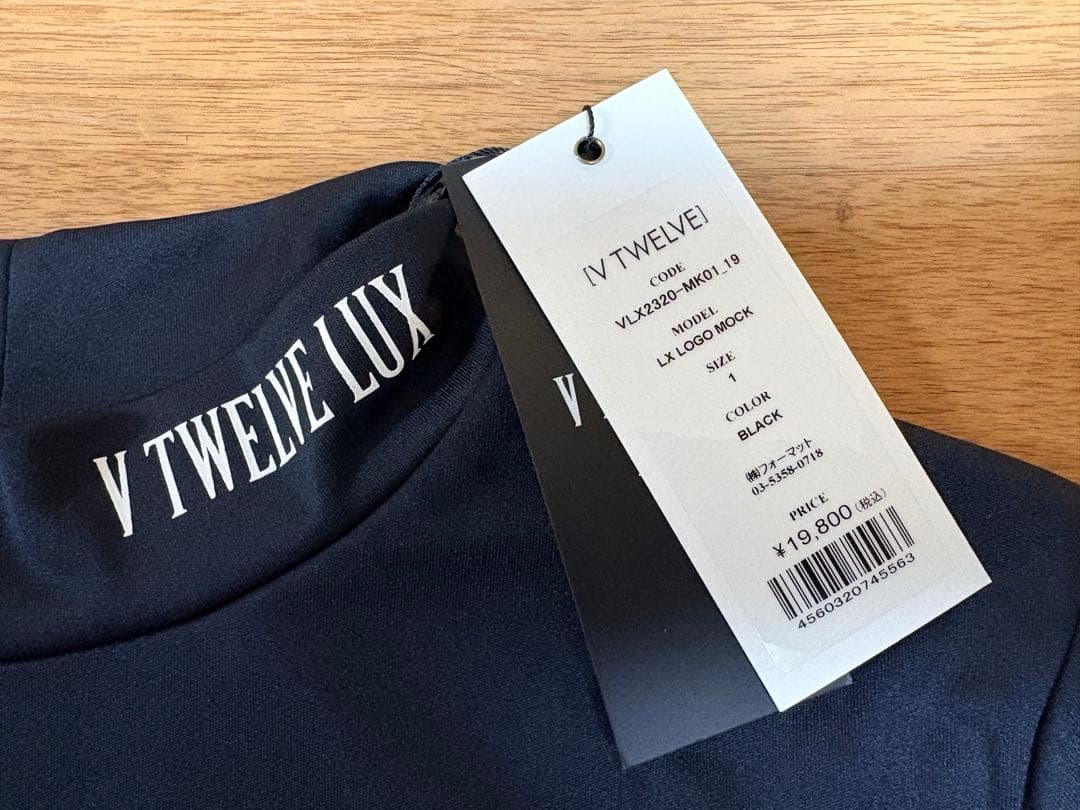 V TWELVE LUX
V
[V TWELVE]
CODE
VLX2320-MK01_19
MODEL
LX LOGO MOCK
SIZE
1
COLOR
BLACK
㈱フォーマット
03-5358-0718
PRICE
¥19,800(税込)
4560320745563